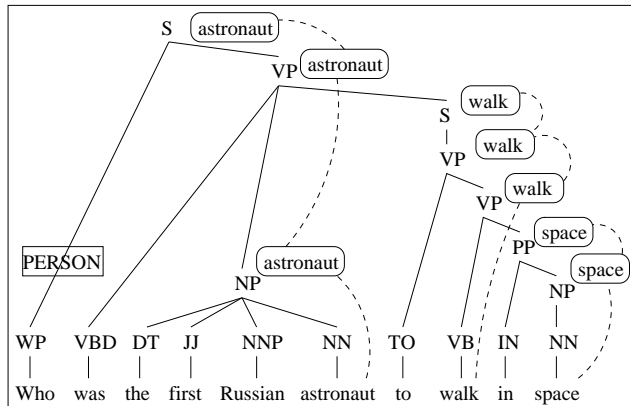 S astronaut
VP astronaut
S walk
VP walk
VP walk
PP space
PERSON NP astronaut NP space
WP VBD DT JJ NNP NN TO VB IN NN
Who was the first Russian astronaut to walk in space